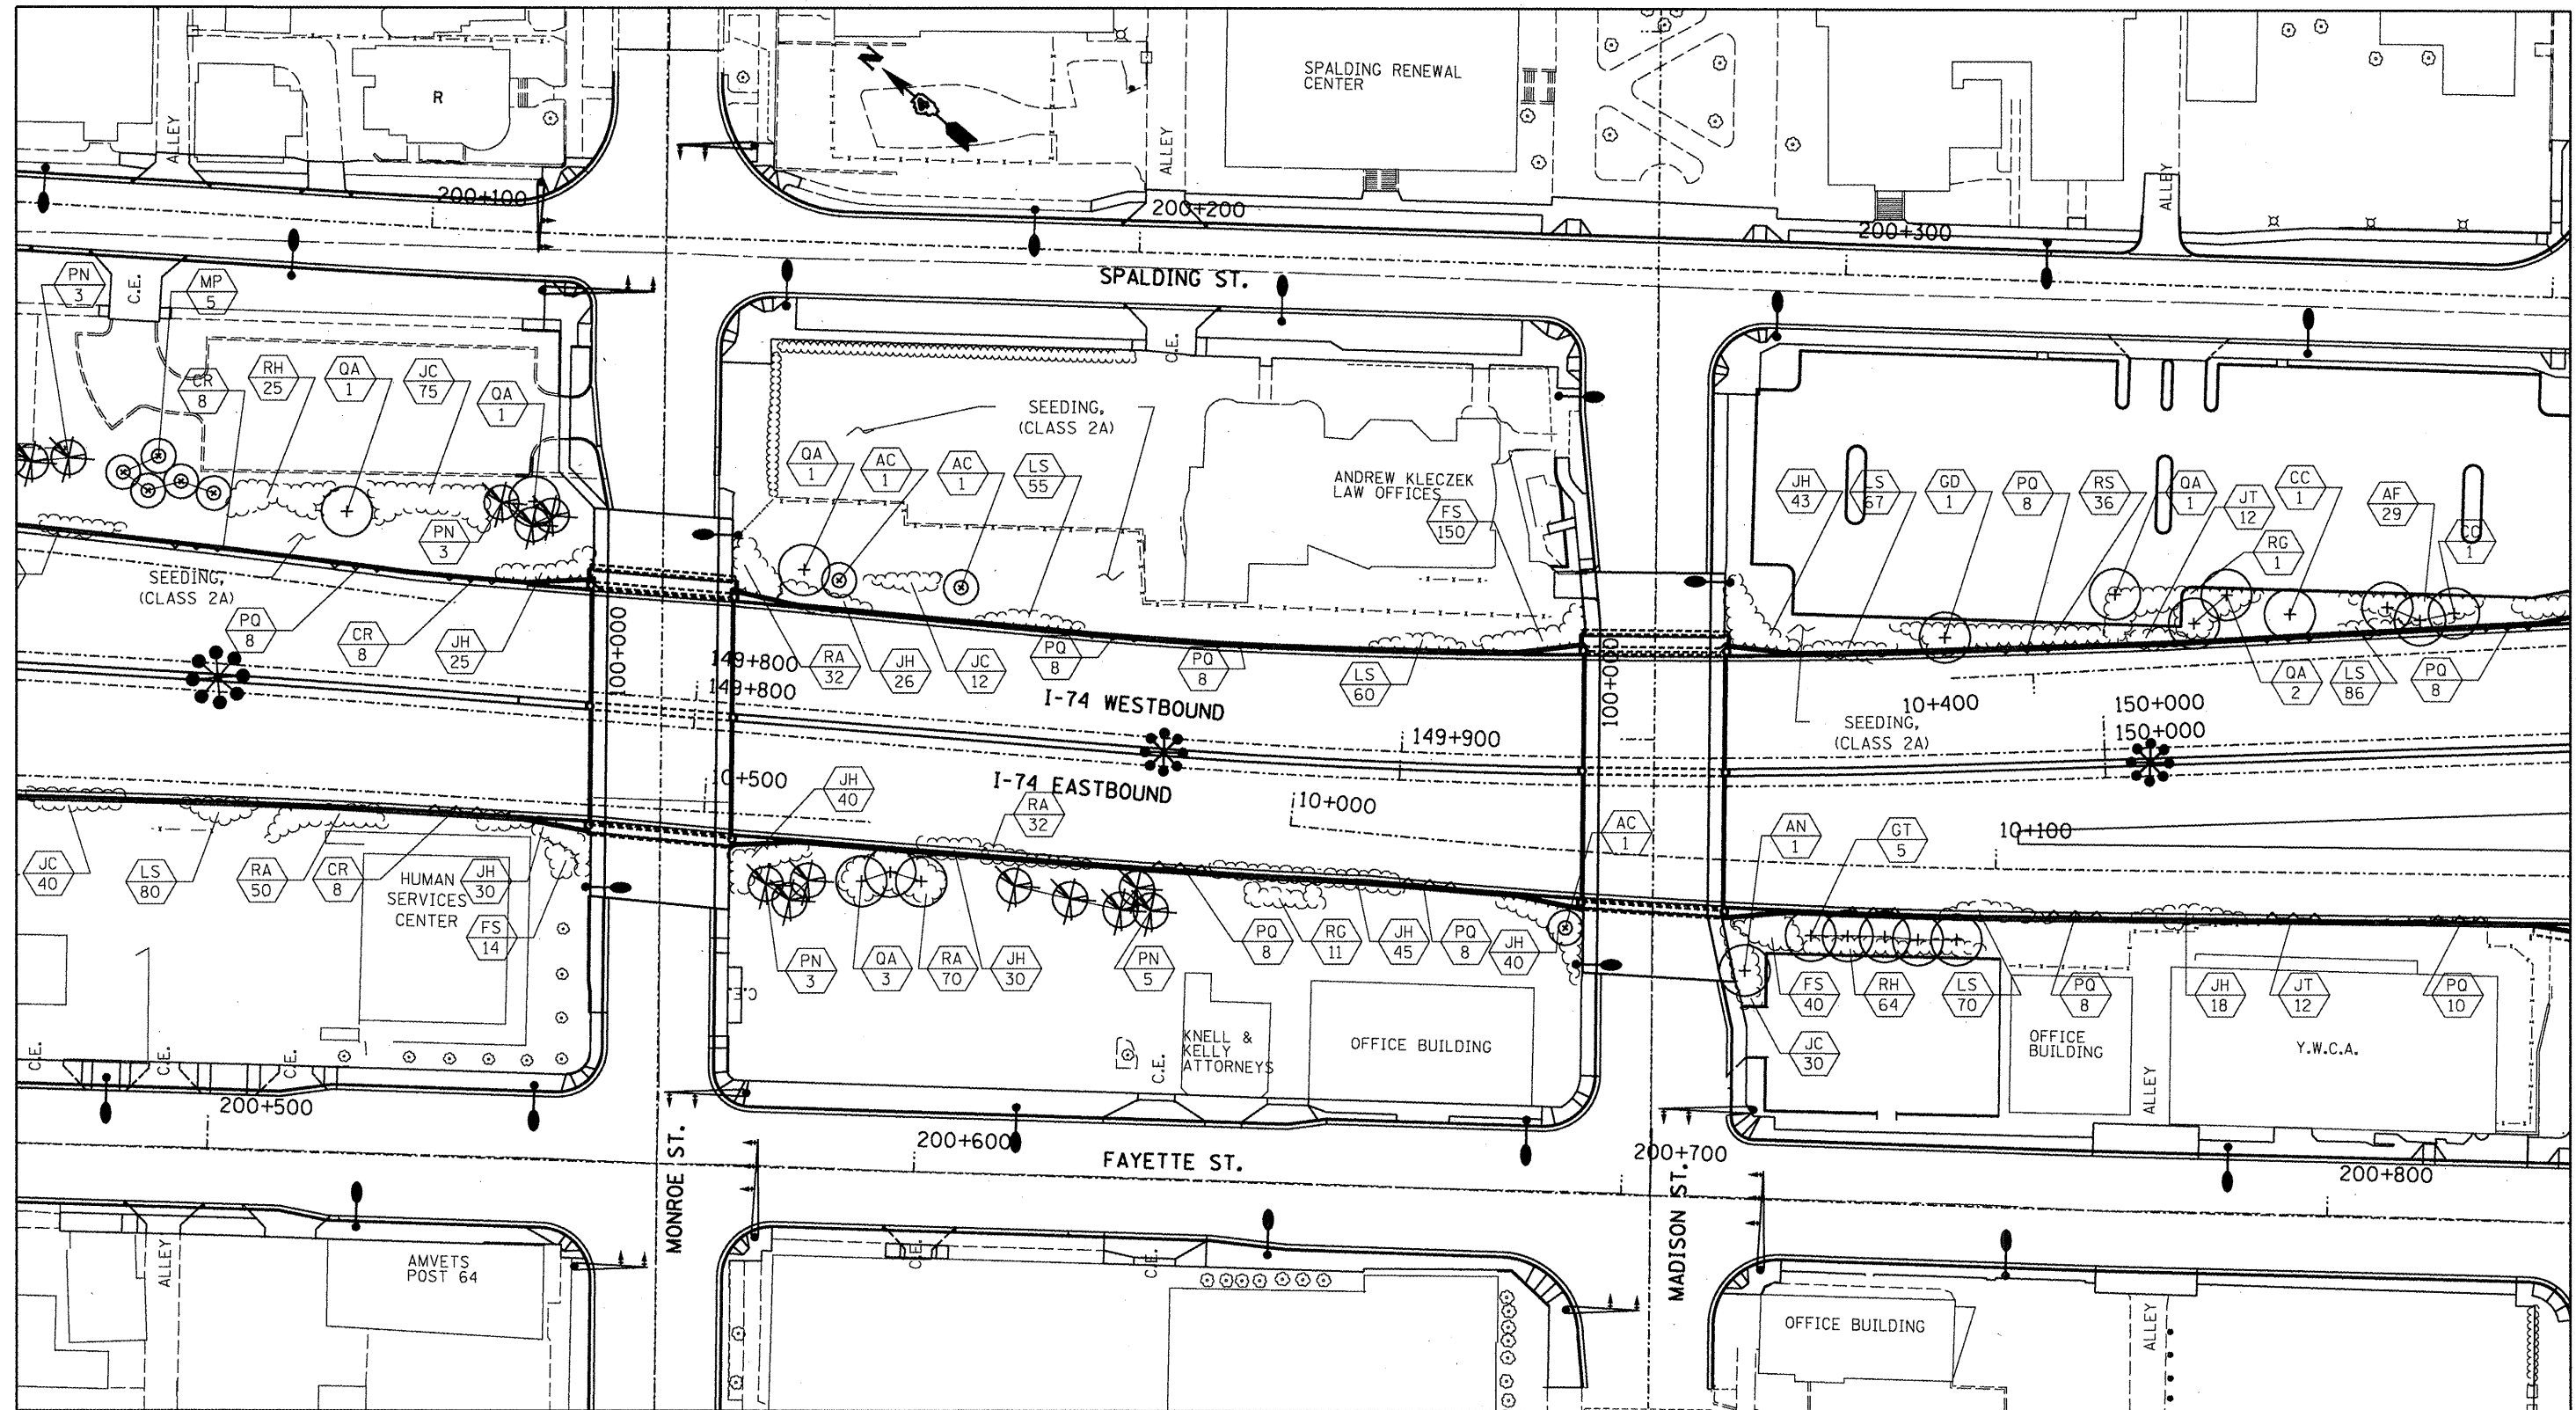 N
R
ALLEY
ALLEY
ALLEY
SPALDING RENEWAL
CENTER
200+100
200+200
200+300
SPALDING ST.
PN
3
C.E.
MP
5
C.E.
CR
8
RH
25
QA
1
JC
75
QA
1
SEEDING,
(CLASS 2A)
QA
1
AC
1
AC
1
LS
55
ANDREW KLECZEK
LAW OFFICES
FS
150
JH
43
LS
67
GD
1
PQ
8
RS
36
QA
1
JT
12
CC
1
AF
29
RG
1
CC
1
PN
3
SEEDING,
(CLASS 2A)
PQ
8
CR
8
JH
25
100+000
149+800
149+800
RA
32
JH
26
JC
12
PQ
8
PQ
8
LS
60
100+000
QA
2
LS
86
PQ
8
I-74 WESTBOUND
149+900
10+400
SEEDING,
(CLASS 2A)
150+000
150+000
10+500
JH
40
I-74 EASTBOUND
RA
32
10+000
AC
1
AN
1
GT
5
10+100
JC
40
LS
80
RA
50
CR
8
HUMAN
SERVICES
CENTER
JH
30
FS
14
PN
3
QA
3
RA
70
JH
30
PN
5
PQ
8
RG
11
JH
45
PQ
8
JH
40
FS
40
RH
64
LS
70
PQ
8
JH
18
JT
12
PQ
10
JC
30
C.E.
C.E.
C.E.
C.E.
C.E.
KNELL &
KELLY
ATTORNEYS
OFFICE BUILDING
OFFICE
BUILDING
Y.W.C.A.
ALLEY
200+500
200+600
FAYETTE ST.
200+700
200+800
MONROE ST.
MADISON ST.
ALLEY
AMVETS
POST 64
C.E.
C.E.
OFFICE BUILDING
ALLEY